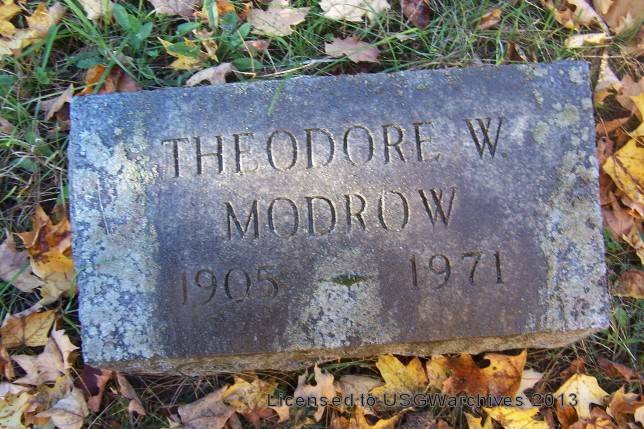 THEODORE W.
MODROW
1905 - 1971
Licensed to USGWarchives 2013